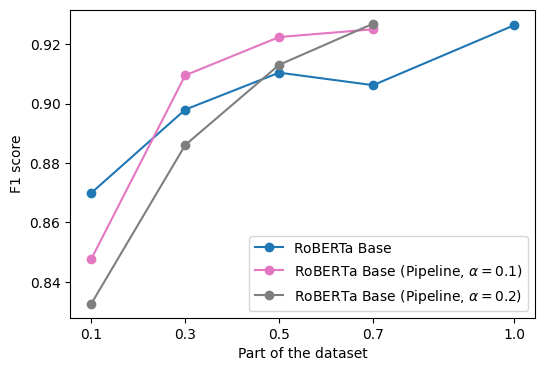 F1 score
0.92
0.90
0.88
0.86
0.84
RoBERTa Base
RoBERTa Base (Pipeline, α = 0.1)
RoBERTa Base (Pipeline, α = 0.2)
0.1 0.3 0.5 0.7 1.0
Part of the dataset